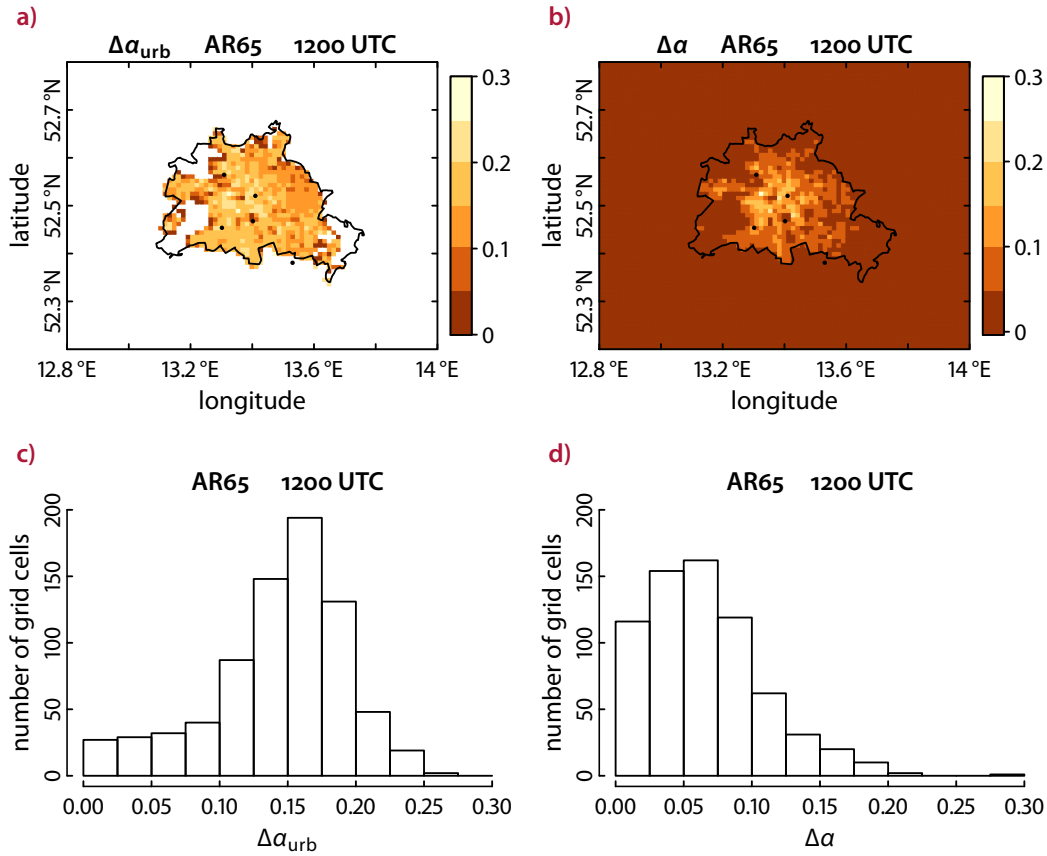 a)
Δαurb AR65 1200 UTC
52.7 °N
52.5 °N
52.3 °N
latitude
0.3
0.2
0.1
0
12.8 °E 13.2 °E 13.6 °E 14 °E
longitude
b)
Δα AR65 1200 UTC
52.7 °N
52.5 °N
52.3 °N
latitude
0.3
0.2
0.1
0
12.8 °E 13.2 °E 13.6 °E 14 °E
longitude
c)
AR65 1200 UTC
200
150
100
50
0
number of grid cells
0.00 0.05 0.10 0.15 0.20 0.25 0.30
Δαurb
d)
AR65 1200 UTC
200
150
100
50
0
number of grid cells
0.00 0.05 0.10 0.15 0.20 0.25 0.30
Δα